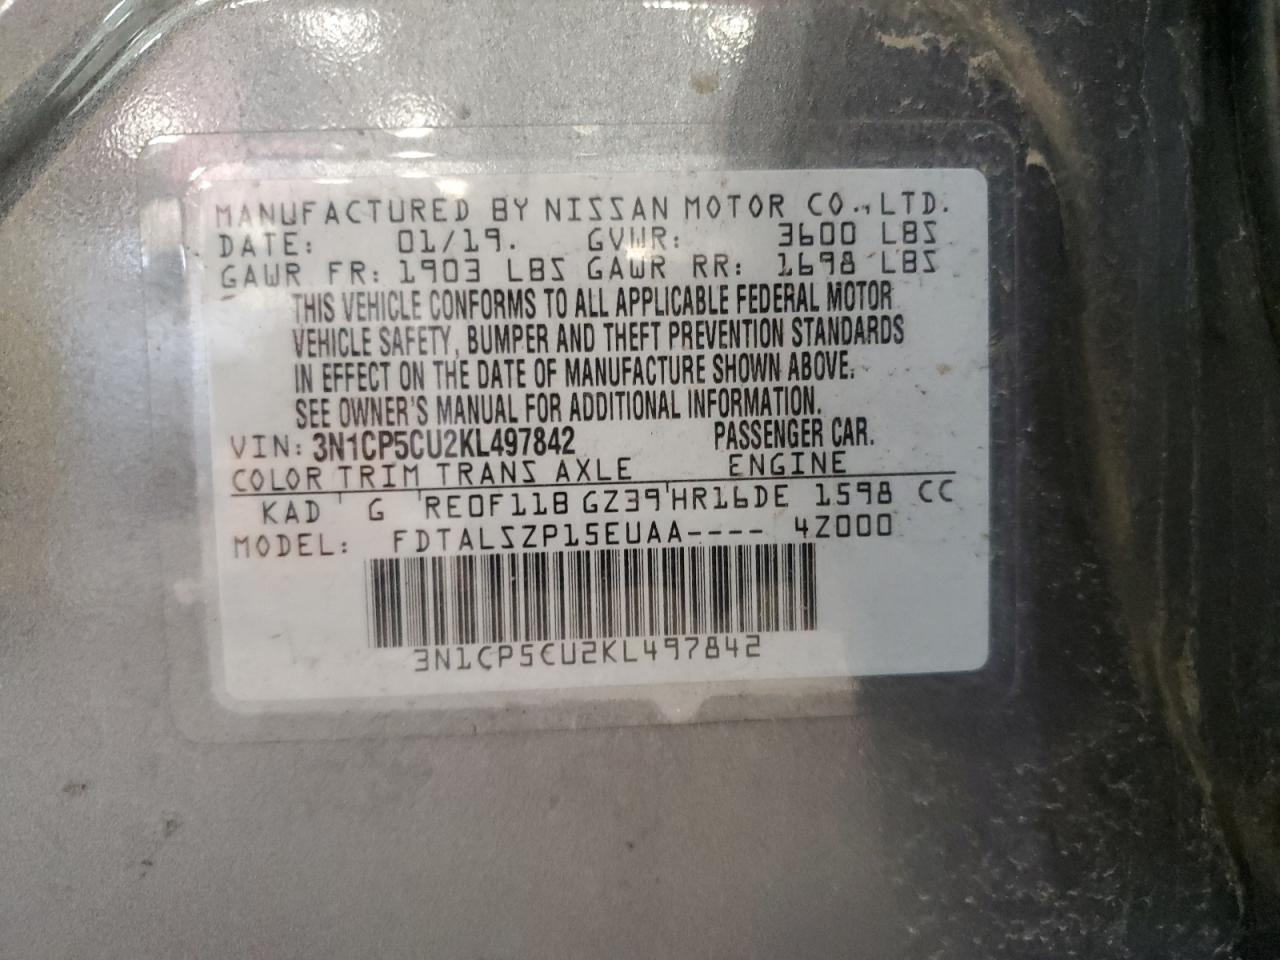 MANUFACTURED BY NISSAN MOTOR CO., LTD.
DATE: 01/19. GVWR: 3600 LBS
GAWR FR: 1903 LBS GAWR RR: 1698 LBS
THIS VEHICLE CONFORMS TO ALL APPLICABLE FEDERAL MOTOR
VEHICLE SAFETY, BUMPER AND THEFT PREVENTION STANDARDS
IN EFFECT ON THE DATE OF MANUFACTURE SHOWN ABOVE.
SEE OWNER'S MANUAL FOR ADDITIONAL INFORMATION.
VIN: 3N1CP5CU2KL497842 PASSENGER CAR.
COLOR TRIM TRANS AXLE ENGINE
KAD G RE0F11B GZ39 HR16DE 1598 CC
MODEL: FDTALSZP15EUAA---- 4Z000
3N1CP5CU2KL497842